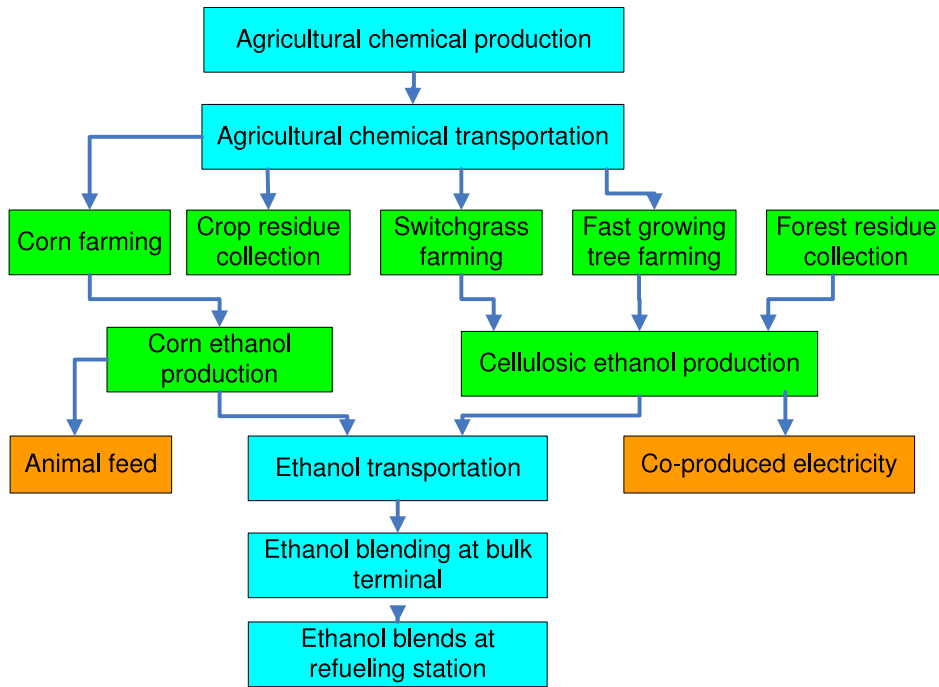 Agricultural chemical production
Agricultural chemical transportation
Corn farming
Crop residue
collection
Switchgrass
farming
Fast growing
tree farming
Forest residue
collection
Corn ethanol
production
Cellulosic ethanol production
Animal feed
Ethanol transportation
Co-produced electricity
Ethanol blending at bulk
terminal
Ethanol blends at
refueling station